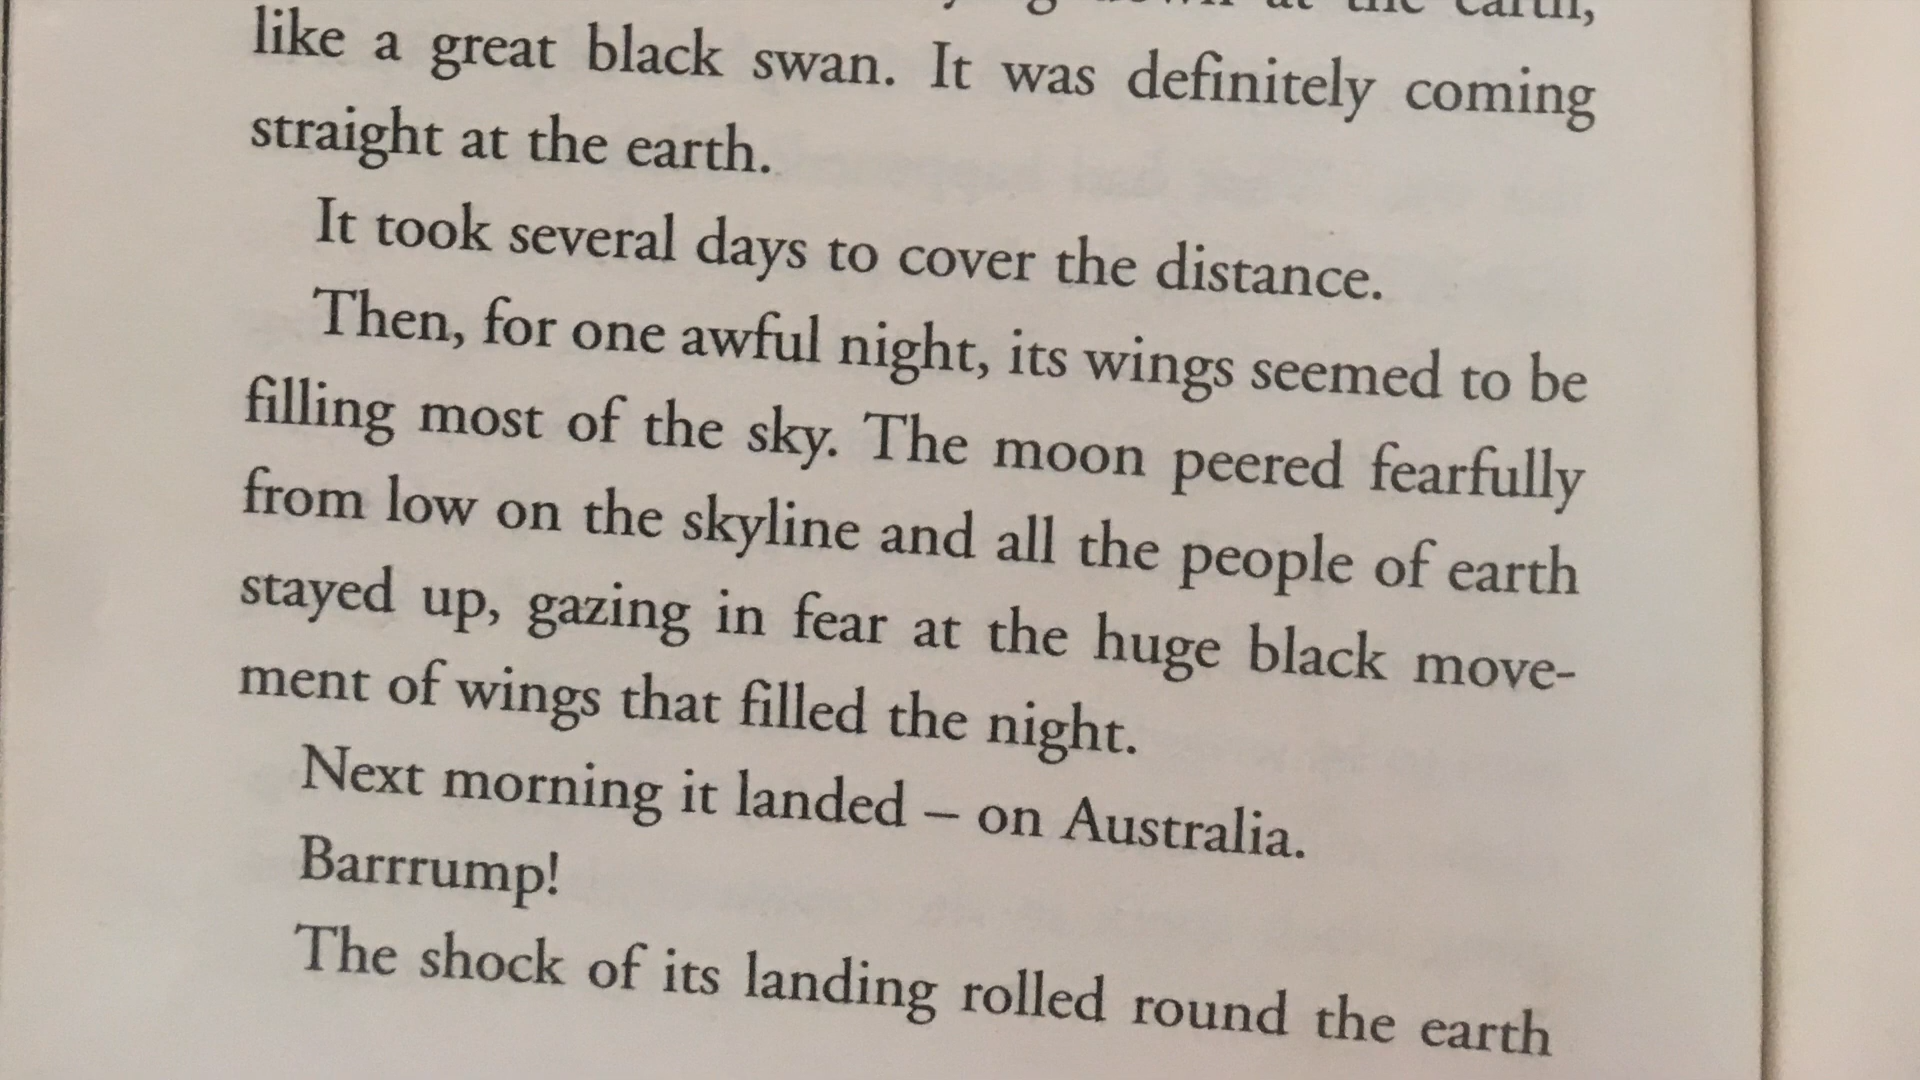 at the earth,
like a great black swan. It was definitely coming
straight at the earth.
It took several days to cover the distance.
Then, for one awful night, its wings seemed to be
filling most of the sky. The moon peered fearfully
from low on the skyline and all the people of earth
stayed up, gazing in fear at the huge black move-
ment of wings that filled the night.
Next morning it landed – on Australia.
Barrrump!
The shock of its landing rolled round the earth